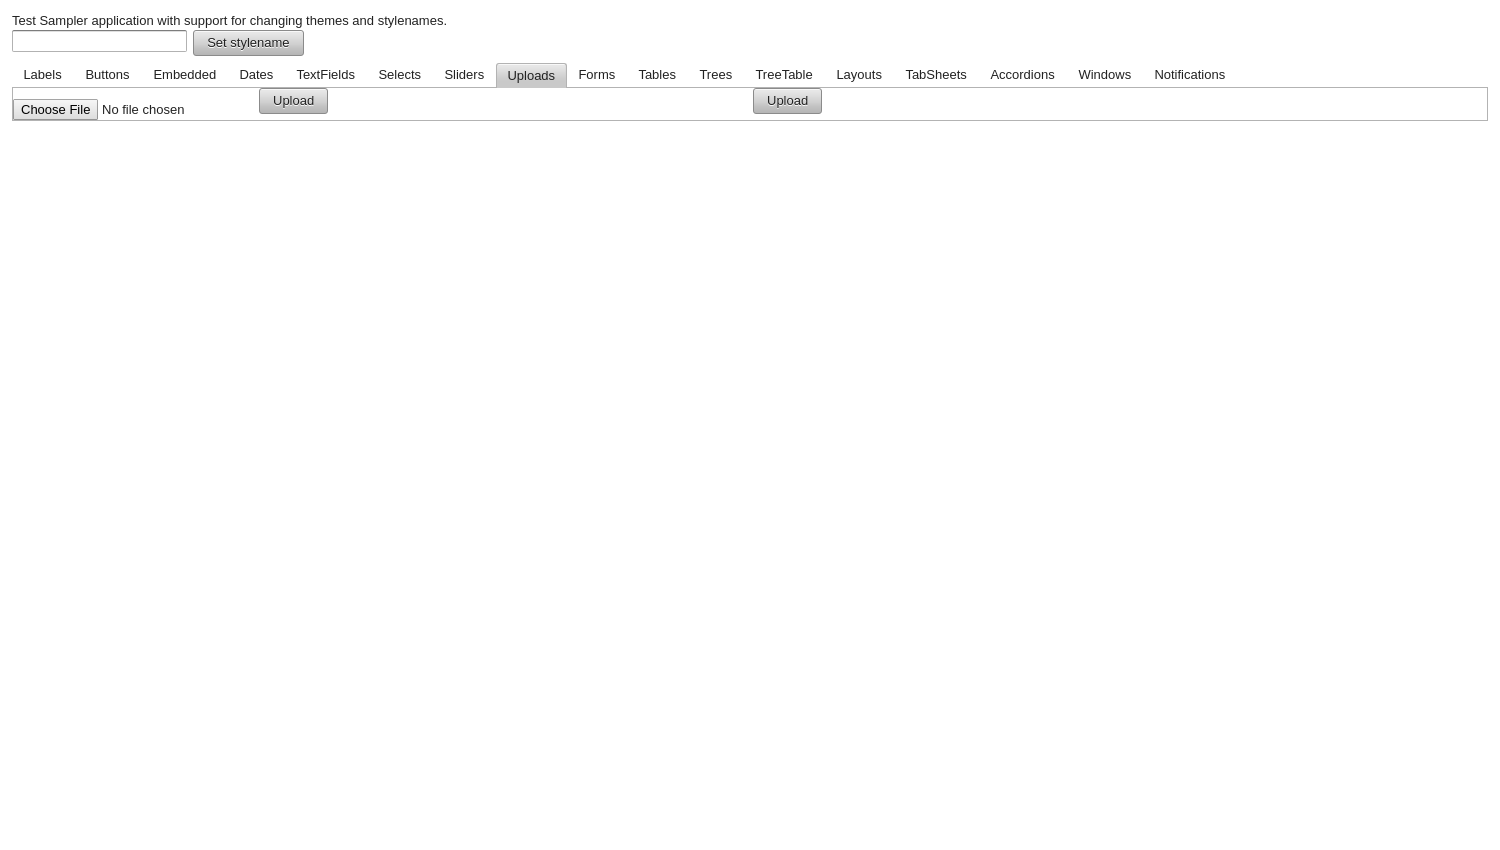 Test Sampler application with support for changing themes and stylenames.
Set stylename
Labels Buttons Embedded Dates TextFields Selects Sliders Uploads Forms Tables Trees TreeTable Layouts TabSheets Accordions Windows Notifications
Choose File No file chosen Upload Upload